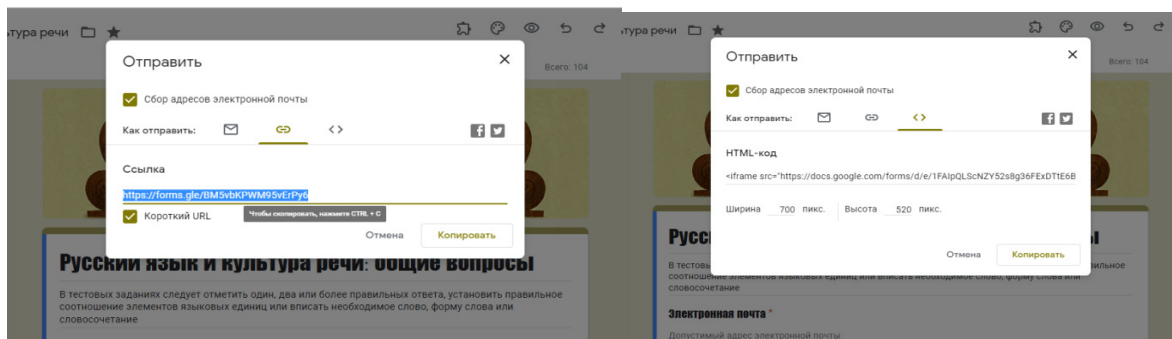 тура речи
Отправить
Всего: 104
Сбор адресов электронной почты
Как отправить:
Ссылка
https://forms.gle/BM5vbKPWM95vErPy6
Короткий URL
Чтобы скопировать, нажмите CTRL + C
Отмена Копировать
Русский язык и культура речи: общие вопросы
В тестовых заданиях следует отметить один, два или более правильных ответа, установить правильное
соотношение элементов языковых единиц или вписать необходимое слово, форму слова или
словосочетание
тура речи
Отправить
Всего: 104
Сбор адресов электронной почты
Как отправить:
HTML-код
<iframe src="https://docs.google.com/forms/d/e/1FAIpQLScNZY52s8g36FExDTtE6B
Ширина 700 пикс. Высота 520 пикс.
Отмена Копировать
Русс ы
В тестовы вильное
соотношение элементов языковых единиц или вписать необходимое слово, форму слова или
словосочетание
Электронная почта *
Допустимый адрес электронной почты